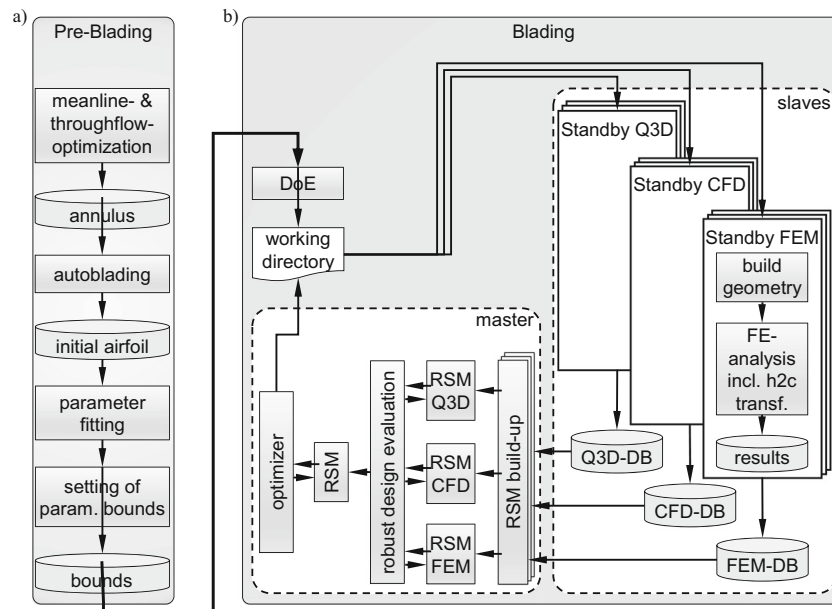 a)
Pre-Blading
meanline- &
throughflow-
optimization
annulus
autoblading
initial airfoil
parameter
fitting
setting of
param. bounds
bounds
b)
Blading
DoE
working
directory
slaves
Standby Q3D
Standby CFD
Standby FEM
build
geometry
FE-
analysis
incl. h2c
transf.
results
Q3D-DB
CFD-DB
FEM-DB
master
optimizer
RSM
robust design evaluation
RSM
Q3D
RSM
CFD
RSM
FEM
RSM build-up